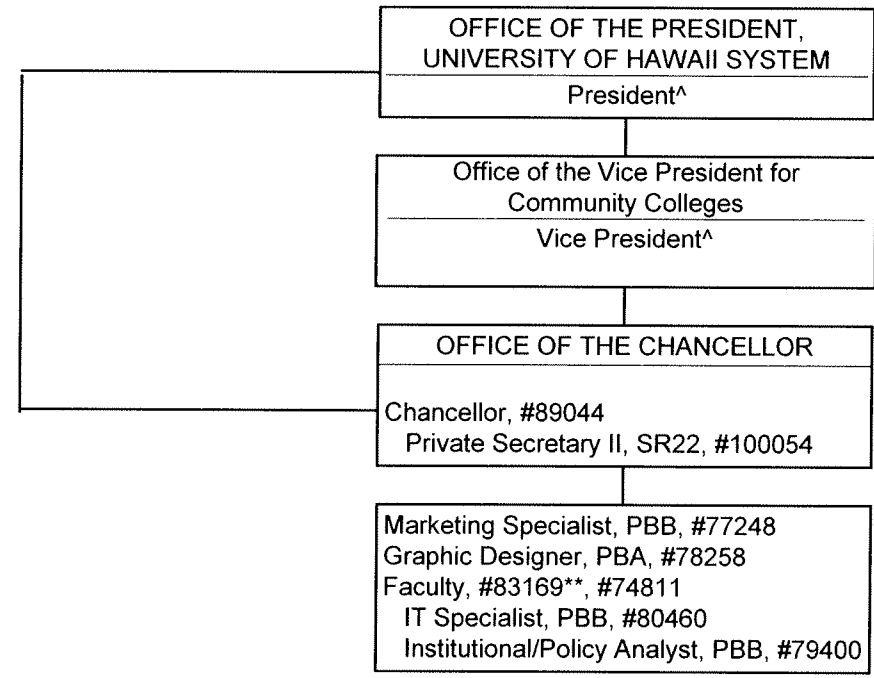 OFFICE OF THE PRESIDENT,
UNIVERSITY OF HAWAII SYSTEM
President^
Office of the Vice President for
Community Colleges
Vice President^
OFFICE OF THE CHANCELLOR
Chancellor, #89044
Private Secretary II, SR22, #100054
Marketing Specialist, PBB, #77248
Graphic Designer, PBA, #78258
Faculty, #83169**, #74811
IT Specialist, PBB, #80460
Institutional/Policy Analyst, PBB, #79400